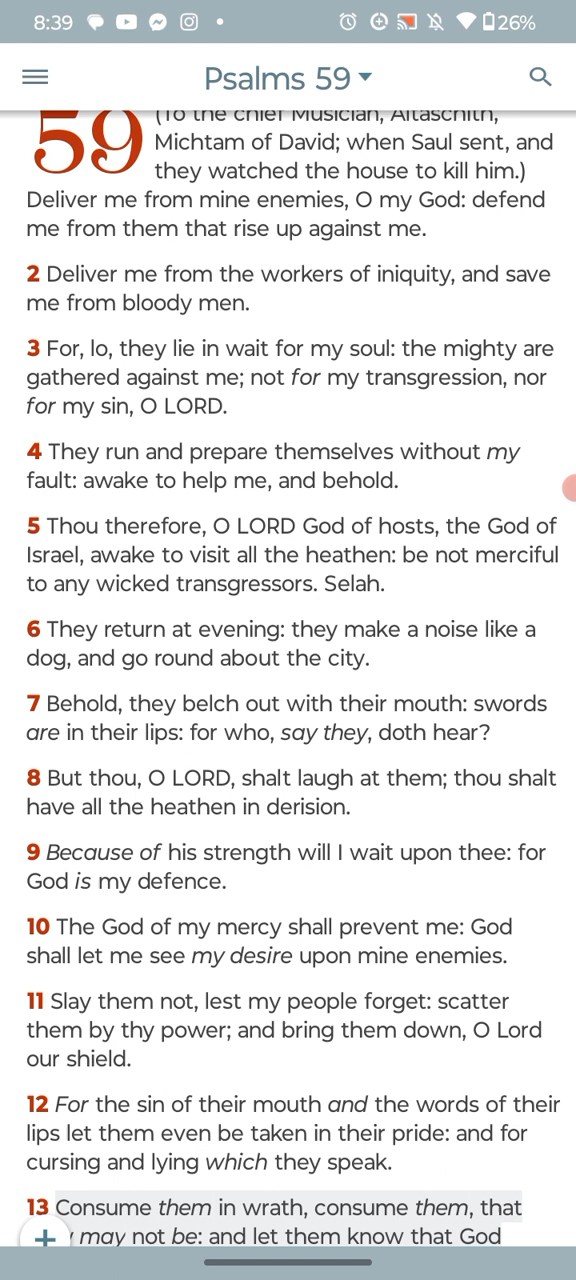 8:39
26%
Psalms 59
59 (To the chief Musician, Altaschith,
Michtam of David; when Saul sent, and
they watched the house to kill him.)
Deliver me from mine enemies, O my God: defend
me from them that rise up against me.
2 Deliver me from the workers of iniquity, and save
me from bloody men.
3 For, lo, they lie in wait for my soul: the mighty are
gathered against me; not for my transgression, nor
for my sin, O LORD.
4 They run and prepare themselves without my
fault: awake to help me, and behold.
5 Thou therefore, O LORD God of hosts, the God of
Israel, awake to visit all the heathen: be not merciful
to any wicked transgressors. Selah.
6 They return at evening: they make a noise like a
dog, and go round about the city.
7 Behold, they belch out with their mouth: swords
are in their lips: for who, say they, doth hear?
8 But thou, O LORD, shalt laugh at them; thou shalt
have all the heathen in derision.
9 Because of his strength will I wait upon thee: for
God is my defence.
10 The God of my mercy shall prevent me: God
shall let me see my desire upon mine enemies.
11 Slay them not, lest my people forget: scatter
them by thy power; and bring them down, O Lord
our shield.
12 For the sin of their mouth and the words of their
lips let them even be taken in their pride: and for
cursing and lying which they speak.
13 Consume them in wrath, consume them, that
may not be: and let them know that God